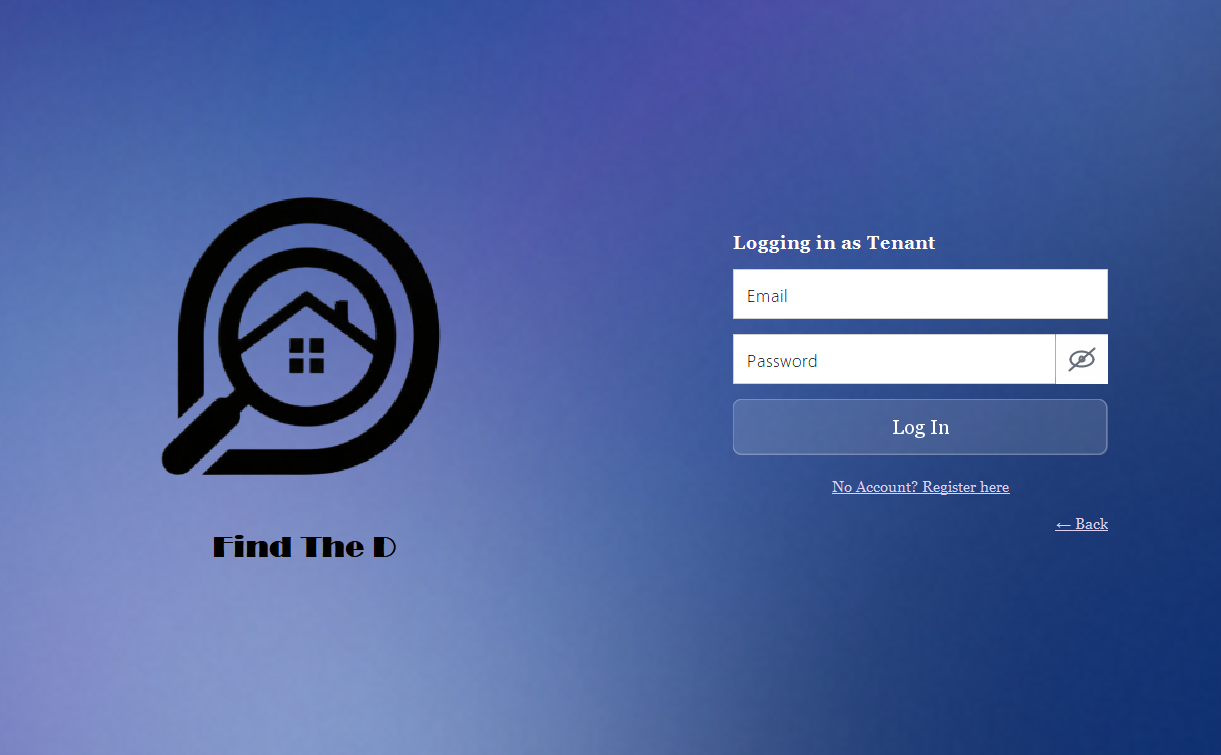 Find The D
Logging in as Tenant
Email
Password
Log In
No Account? Register here
← Back